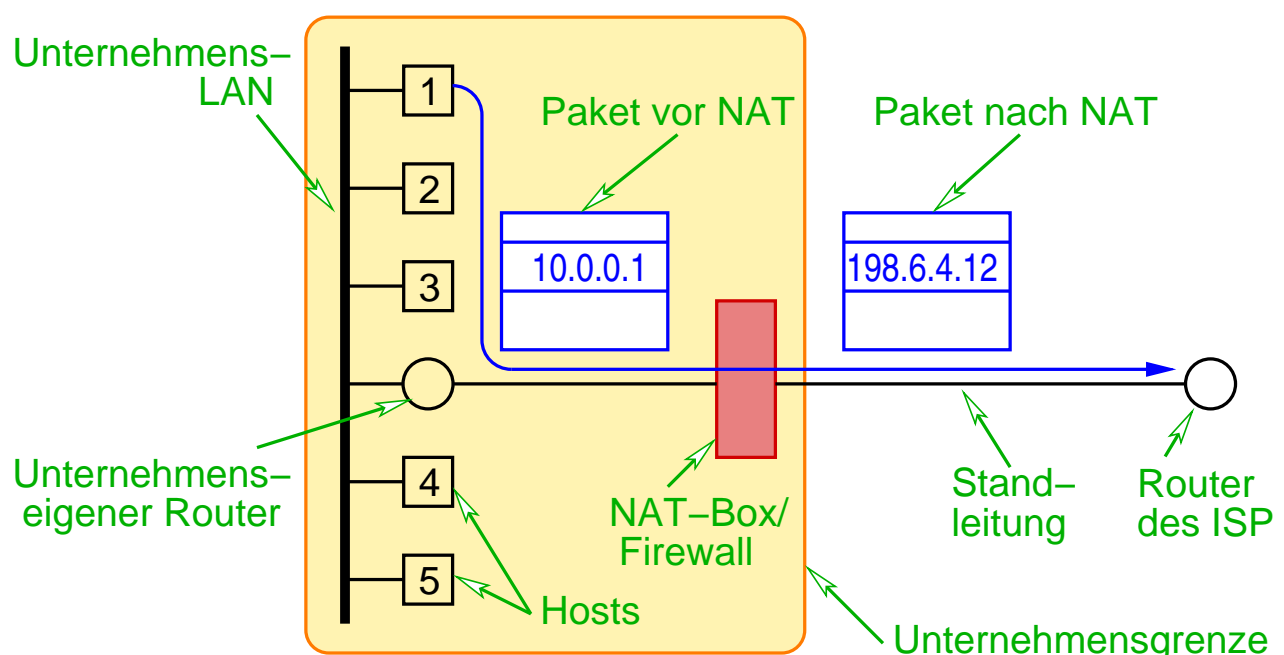 Unternehmens–
LAN
1
Paket vor NAT
Paket nach NAT
2
10.0.0.1
198.6.4.12
3
Unternehmens–
eigener Router
4
NAT–Box/
Firewall
Stand–
leitung
Router
des ISP
5
Hosts
Unternehmensgrenze